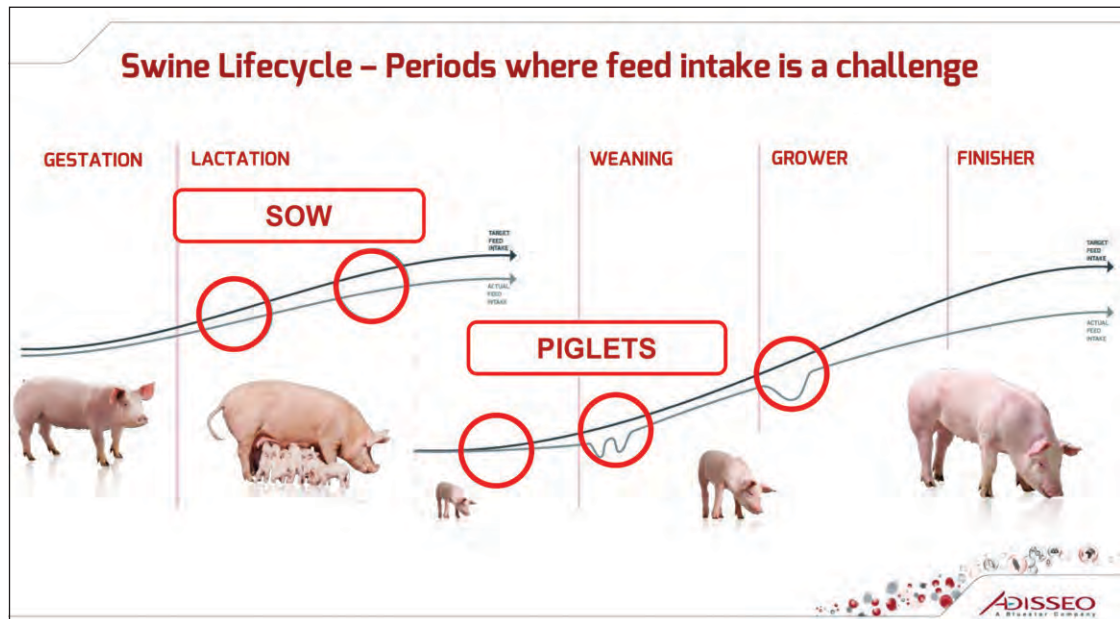 Swine Lifecycle – Periods where feed intake is a challenge
GESTATION
LACTATION
WEANING
GROWER
FINISHER
SOW
TARGET
FEED
INTAKE
ACTUAL
FEED
INTAKE
TARGET
FEED
INTAKE
ACTUAL
FEED
INTAKE
PIGLETS
ADISSEO
A Bluestar Company